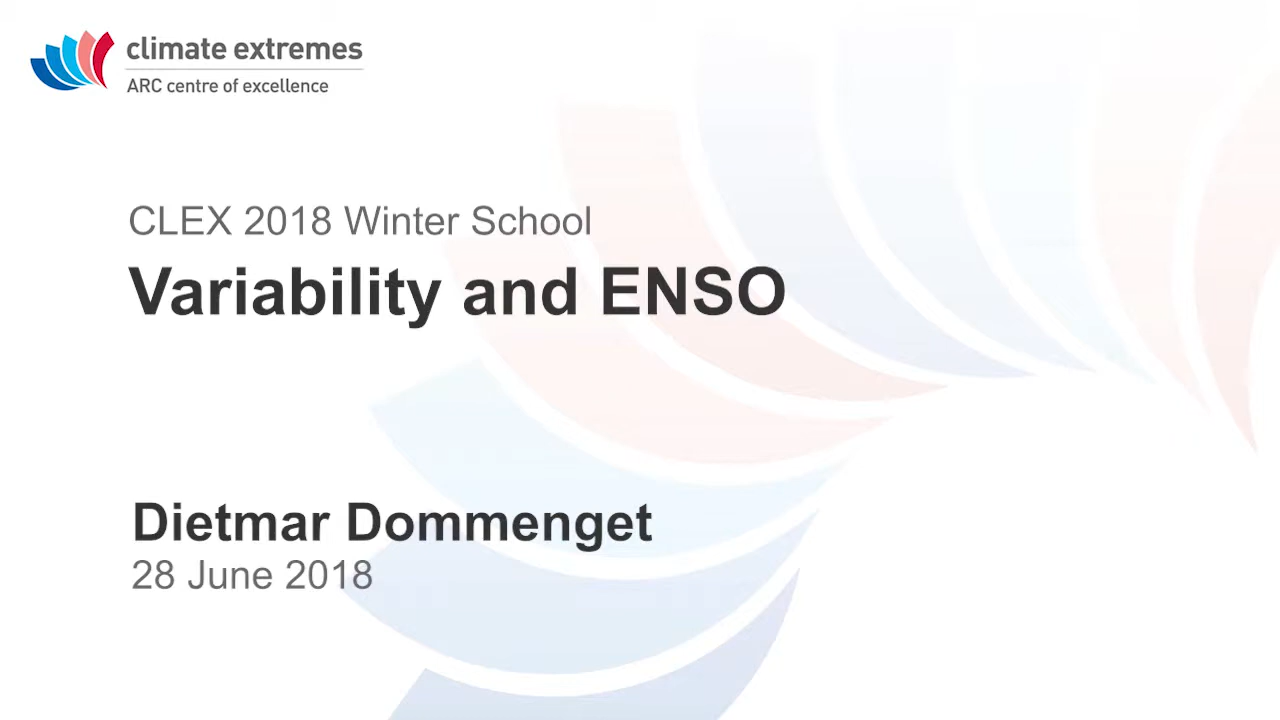 climate extremes
ARC centre of excellence
CLEX 2018 Winter School
Variability and ENSO
Dietmar Dommenget
28 June 2018